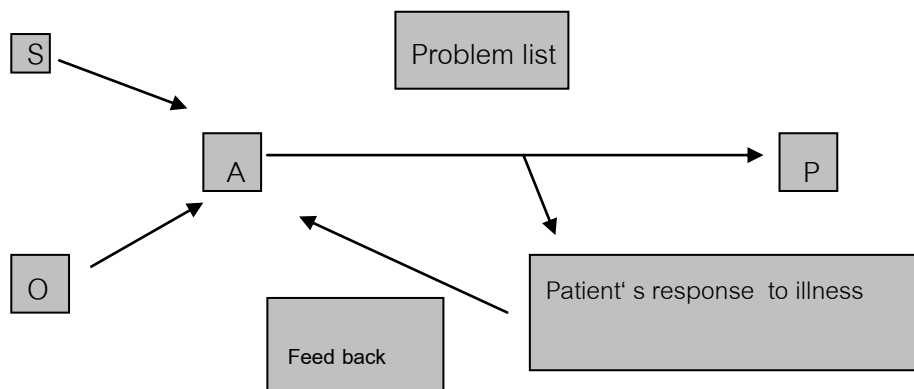 S
Problem list
A
P
O
Patient‘ s response to illness
Feed back